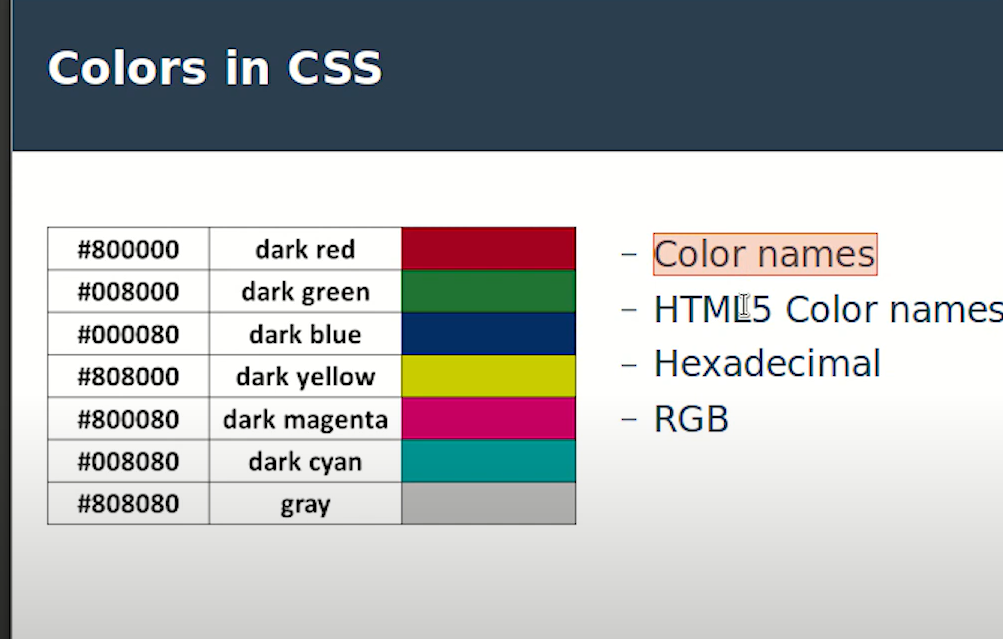 Colors in CSS
#800000 dark red
#008000 dark green
#000080 dark blue
#808000 dark yellow
#800080 dark magenta
#008080 dark cyan
#808080 gray
– Color names
– HTML5 Color names
– Hexadecimal
– RGB